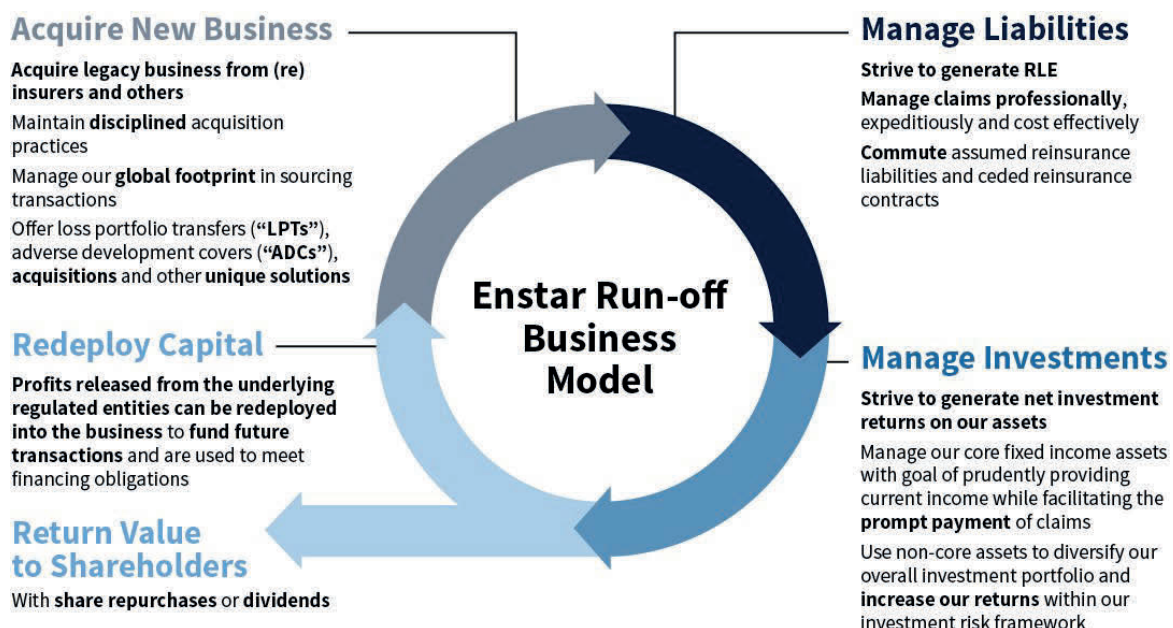 Acquire New Business
Acquire legacy business from (re)
insurers and others
Maintain disciplined acquisition
practices
Manage our global footprint in sourcing
transactions
Offer loss portfolio transfers (“LPTs”),
adverse development covers (“ADCs”),
acquisitions and other unique solutions
Manage Liabilities
Strive to generate RLE
Manage claims professionally,
expeditiously and cost effectively
Commute assumed reinsurance
liabilities and ceded reinsurance
contracts
Enstar Run-off
Business
Model
Redeploy Capital
Profits released from the underlying
regulated entities can be redeployed
into the business to fund future
transactions and are used to meet
financing obligations
Manage Investments
Strive to generate net investment
returns on our assets
Manage our core fixed income assets
with goal of prudently providing
current income while facilitating the
prompt payment of claims
Use non-core assets to diversify our
overall investment portfolio and
increase our returns within our
investment risk framework
Return Value
to Shareholders
With share repurchases or dividends